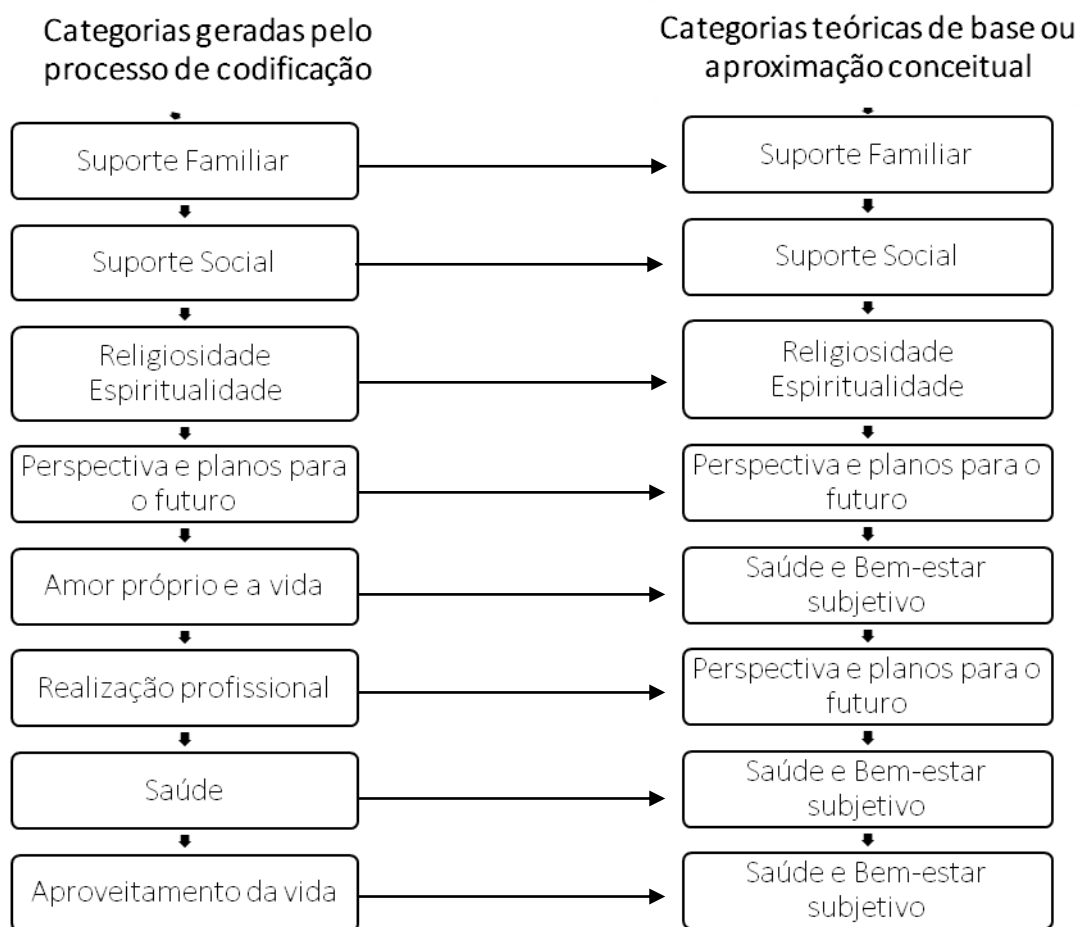 Categorias geradas pelo
processo de codificação
Categorias teóricas de base ou
aproximação conceitual
Suporte Familiar
Suporte Familiar
Suporte Social
Suporte Social
Religiosidade
Espiritualidade
Religiosidade
Espiritualidade
Perspectiva e planos para
o futuro
Perspectiva e planos para o
futuro
Amor próprio e a vida
Saúde e Bem-estar
subjetivo
Realização profissional
Perspectiva e planos para o
futuro
Saúde
Saúde e Bem-estar
subjetivo
Aproveitamento da vida
Saúde e Bem-estar
subjetivo